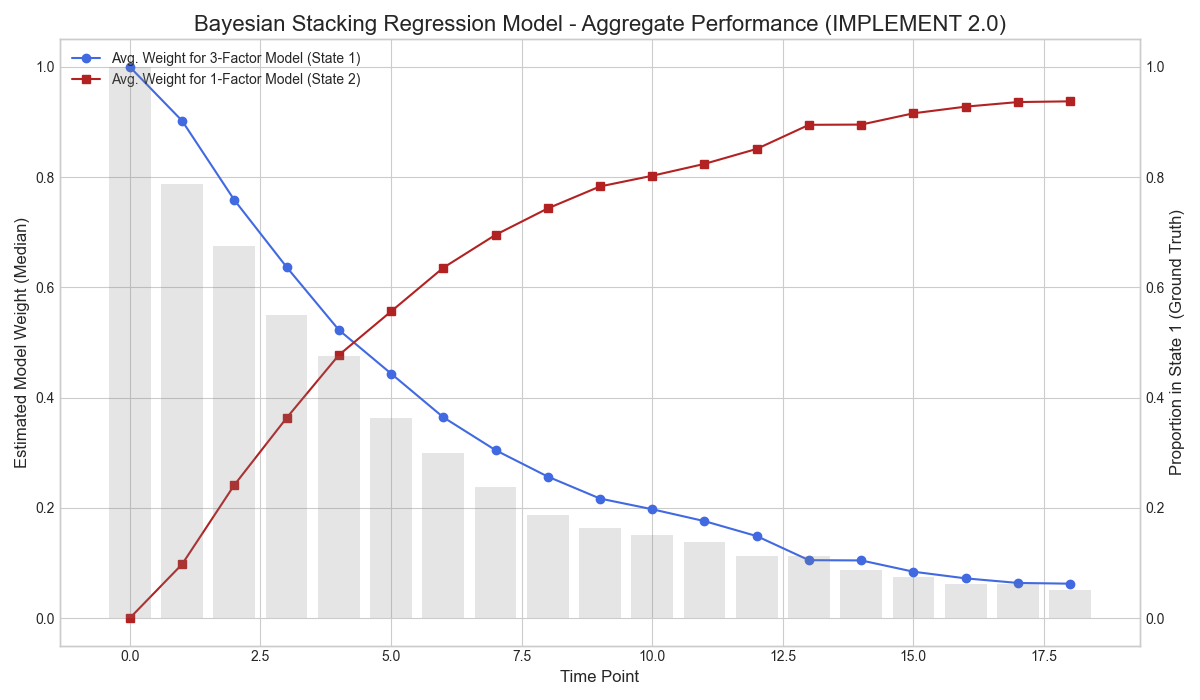 Bayesian Stacking Regression Model - Aggregate Performance (IMPLEMENT 2.0)
Avg. Weight for 3-Factor Model (State 1)
Avg. Weight for 1-Factor Model (State 2)
Estimated Model Weight (Median)
1.0
0.8
0.6
0.4
0.2
0.0
1.0
0.8
0.6
0.4
0.2
0.0
Proportion in State 1 (Ground Truth)
0.0 2.5 5.0 7.5 10.0 12.5 15.0 17.5
Time Point